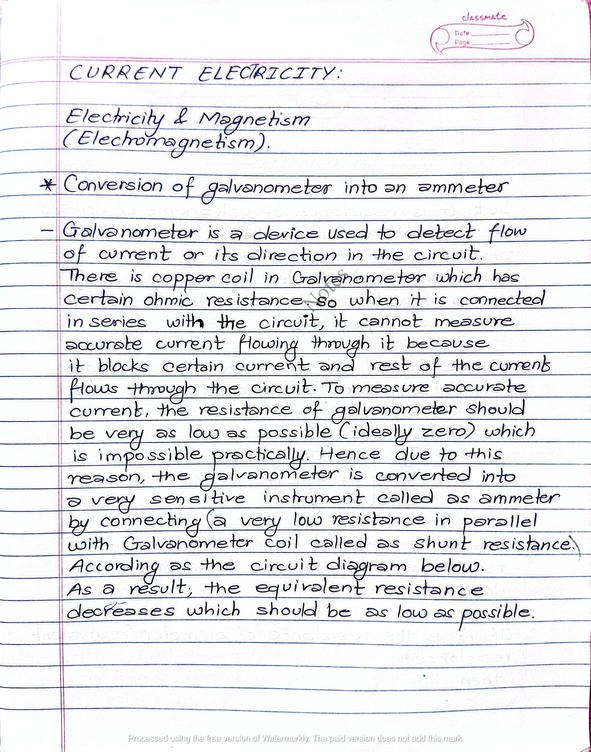 classmate
Date
Page
CURRENT ELECTRICITY:
Electricity & Magnetism
(Electromagnetism).
* Conversion of galvanometer into an ammeter
- Galvanometer is a device used to detect flow
of current or its direction in the circuit.
There is copper coil in Galvanometer which has
certain ohmic resistance, so when it is connected
in series with the circuit, it cannot measure
accurate current flowing through it because
it blocks certain current and rest of the current
flows through the circuit. To measure accurate
current, the resistance of galvanometer should
be very as low as possible (ideally zero) which
is impossible practically. Hence due to this
reason, the galvanometer is converted into
a very sensitive instrument called as ammeter
by connecting (a very low resistance in parallel
with Galvanometer coil called as shunt resistance.)
According as the circuit diagram below.
As a result, the equivalent resistance
decreases which should be as low as possible.
Notes
Processed using the free version of Watermarkly. The paid version does not add this mark.